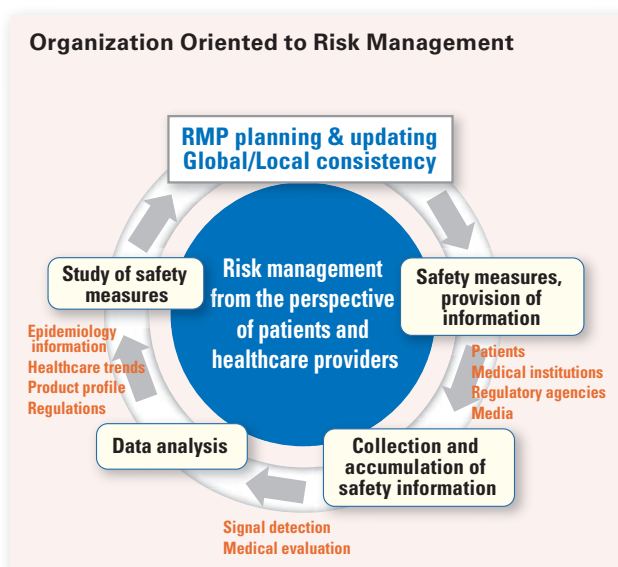 Organization Oriented to Risk Management
RMP planning & updating
Global/Local consistency
Risk management
from the perspective
of patients and
healthcare providers
Safety measures,
provision of
information
Patients
Medical institutions
Regulatory agencies
Media
Collection and
accumulation of
safety information
Signal detection
Medical evaluation
Data analysis
Epidemiology
information
Healthcare trends
Product profile
Regulations
Study of safety
measures